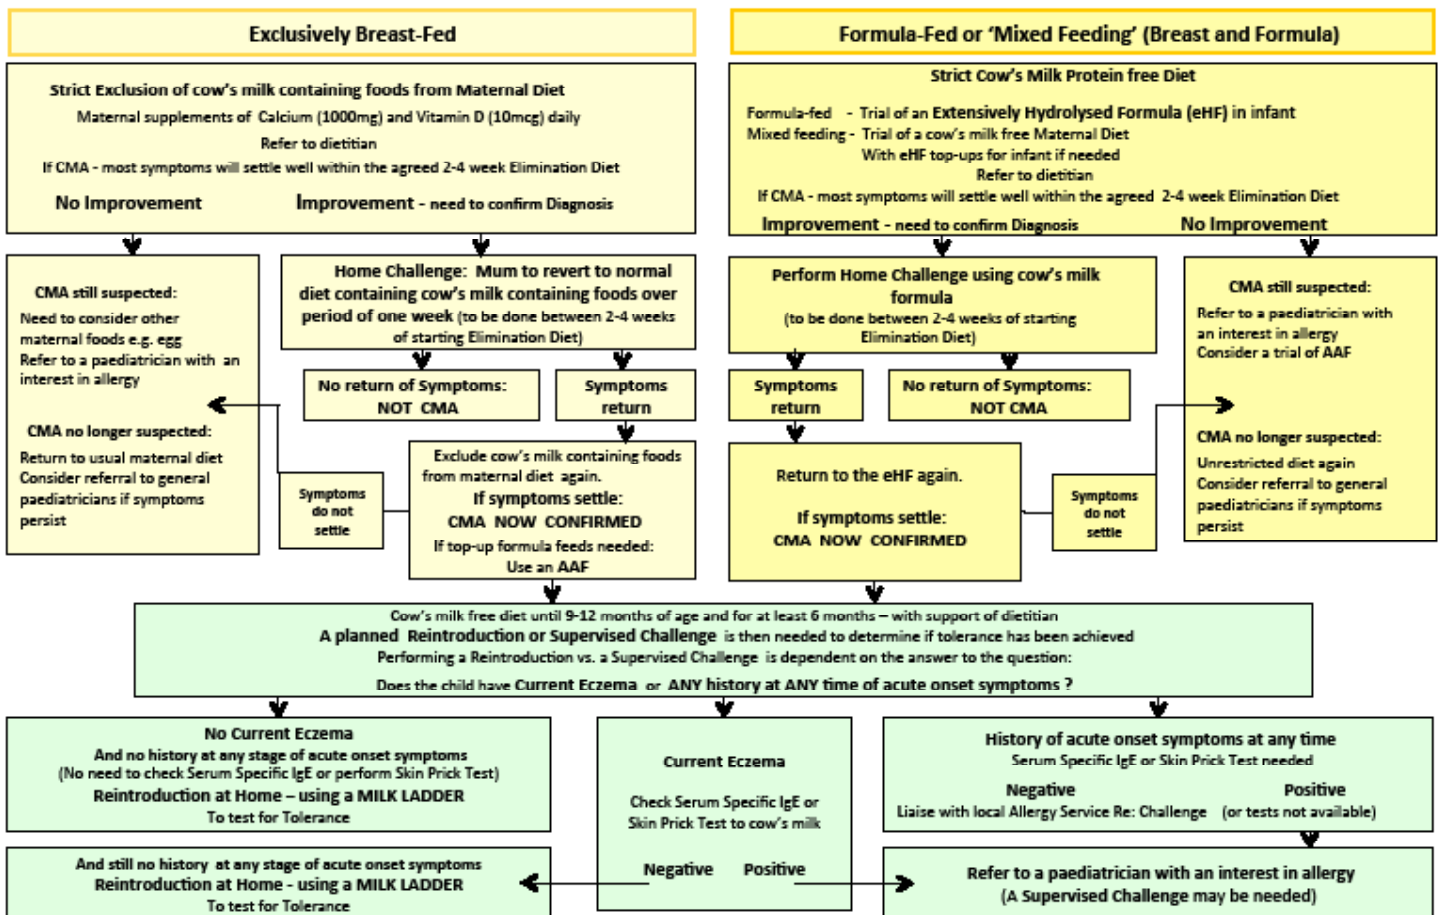 Exclusively Breast-Fed
Strict Exclusion of cow's milk containing foods from Maternal Diet
Maternal supplements of Calcium (1000mg) and Vitamin D (10mcg) daily
Refer to dietitian
If CMA - most symptoms will settle well within the agreed 2-4 week Elimination Diet
No Improvement
Improvement - need to confirm Diagnosis
CMA still suspected:
Need to consider other
maternal foods e.g. egg
Refer to a paediatrician with an
interest in allergy
CMA no longer suspected:
Return to usual maternal diet
Consider referral to general
paediatricians if symptoms
persist
Home Challenge: Mum to revert to normal
diet containing cow's milk containing foods over
period of one week (to be done between 2-4 weeks
of starting Elimination Diet)
No return of Symptoms:
NOT CMA
Symptoms
return
Exclude cow's milk containing foods
from maternal diet again.
If symptoms settle:
CMA NOW CONFIRMED
If top-up formula feeds needed:
Use an AAF
Symptoms
do not
settle
Formula-Fed or 'Mixed Feeding' (Breast and Formula)
Strict Cow's Milk Protein free Diet
Formula-fed - Trial of an Extensively Hydrolysed Formula (eHF) in infant
Mixed feeding - Trial of a cow's milk free Maternal Diet
With eHF top-ups for infant if needed
Refer to dietitian
If CMA - most symptoms will settle well within the agreed 2-4 week Elimination Diet
Improvement - need to confirm Diagnosis
No Improvement
Perform Home Challenge using cow's milk
formula
(to be done between 2-4 weeks of starting
Elimination Diet)
Symptoms
return
No return of Symptoms:
NOT CMA
Return to the eHF again.
If symptoms settle:
CMA NOW CONFIRMED
Symptoms
do not
settle
CMA still suspected:
Refer to a paediatrician with
an interest in allergy
Consider a trial of AAF
CMA no longer suspected:
Unrestricted diet again
Consider referral to general
paediatricians if symptoms
persist
Cow's milk free diet until 9-12 months of age and for at least 6 months – with support of dietitian
A planned Reintroduction or Supervised Challenge is then needed to determine if tolerance has been achieved
Performing a Reintroduction vs. a Supervised Challenge is dependent on the answer to the question:
Does the child have Current Eczema or ANY history at ANY time of acute onset symptoms ?
No Current Eczema
And no history at any stage of acute onset symptoms
(No need to check Serum Specific IgE or perform Skin Prick Test)
Reintroduction at Home – using a MILK LADDER
To test for Tolerance
And still no history at any stage of acute onset symptoms
Reintroduction at Home - using a MILK LADDER
To test for Tolerance
Current Eczema
Check Serum Specific IgE or
Skin Prick Test to cow's milk
Negative Positive
History of acute onset symptoms at any time
Serum Specific IgE or Skin Prick Test needed
Negative Positive
Liaise with local Allergy Service Re: Challenge (or tests not available)
Refer to a paediatrician with an interest in allergy
(A Supervised Challenge may be needed)